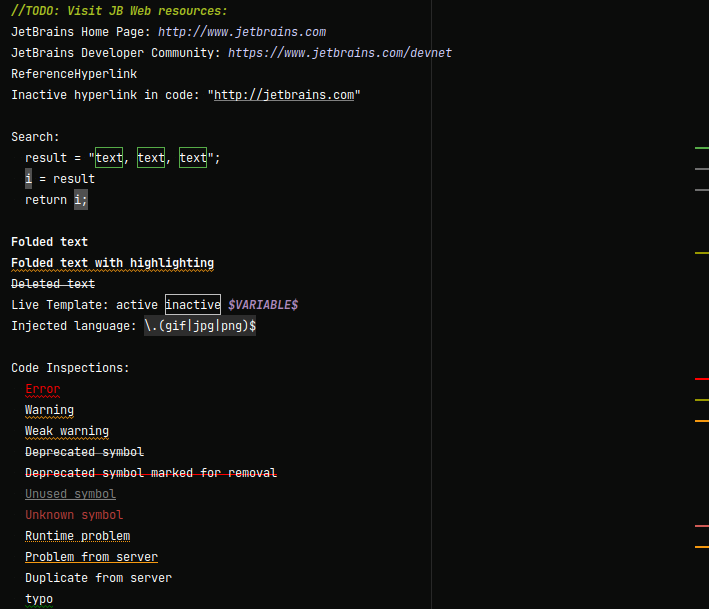 //TODO: Visit JB Web resources:
JetBrains Home Page: http://www.jetbrains.com
JetBrains Developer Community: https://www.jetbrains.com/devnet
ReferenceHyperlink
Inactive hyperlink in code: "http://jetbrains.com"
Search:
result = "text, text, text";
i = result
return i;
Folded text
Folded text with highlighting
Deleted text
Live Template: active inactive $VARIABLE$
Injected language: \.(gif|jpg|png)$
Code Inspections:
Error
Warning
Weak warning
Deprecated symbol
Deprecated symbol marked for removal
Unused symbol
Unknown symbol
Runtime problem
Problem from server
Duplicate from server
typo